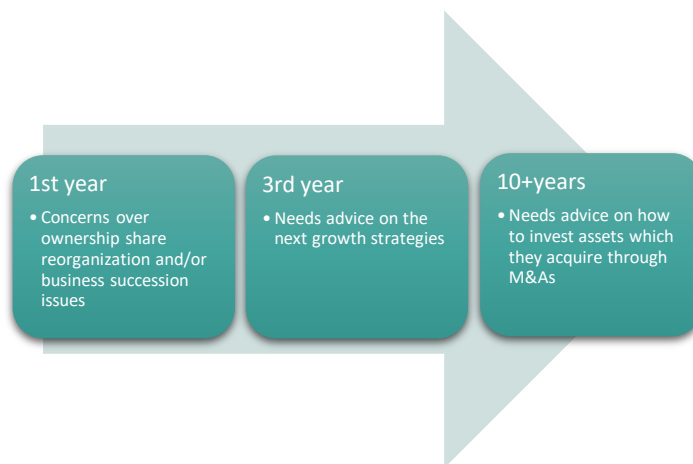 1st year
• Concerns over
ownership share
reorganization and/or
business succession
issues
3rd year
• Needs advice on the
next growth strategies
10+years
• Needs advice on how
to invest assets which
they acquire through
M&As